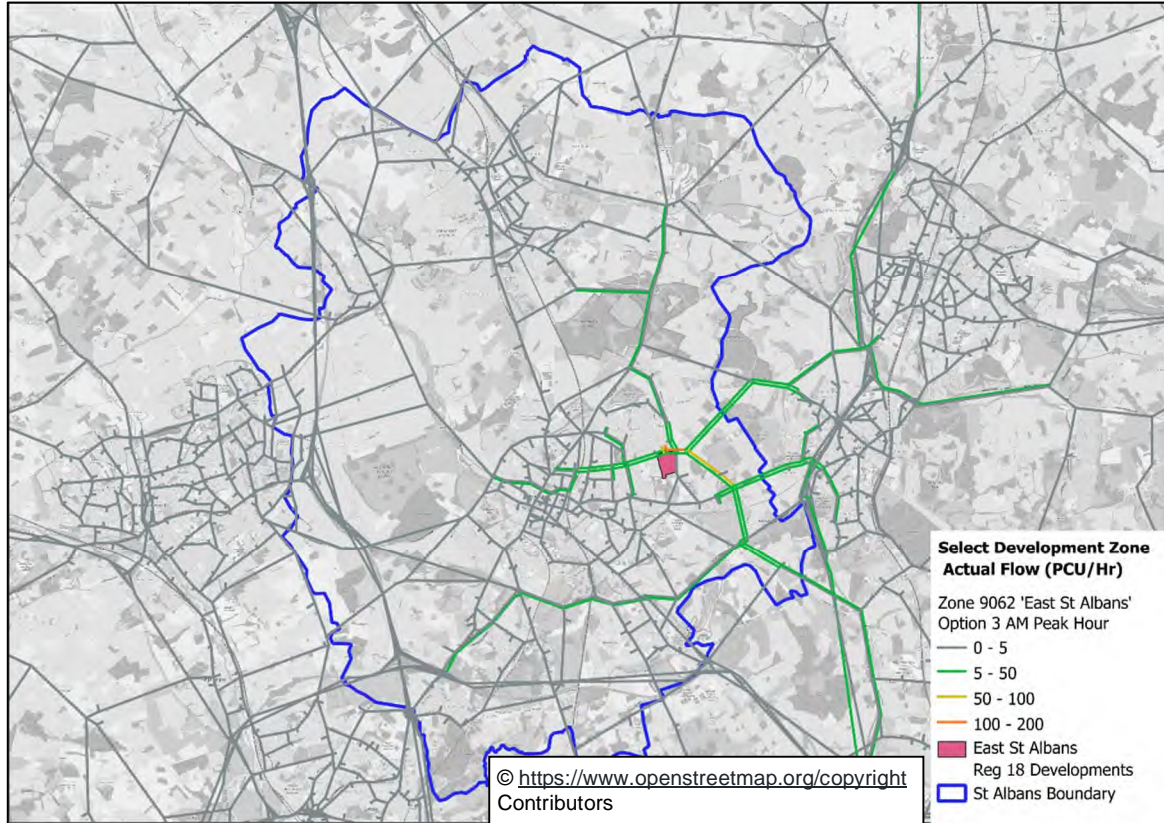 Select Development Zone
Actual Flow (PCU/Hr)
Zone 9062 'East St Albans'
Option 3 AM Peak Hour
0 - 5
5 - 50
50 - 100
100 - 200
East St Albans
Reg 18 Developments
St Albans Boundary
© https://www.openstreetmap.org/copyright
Contributors